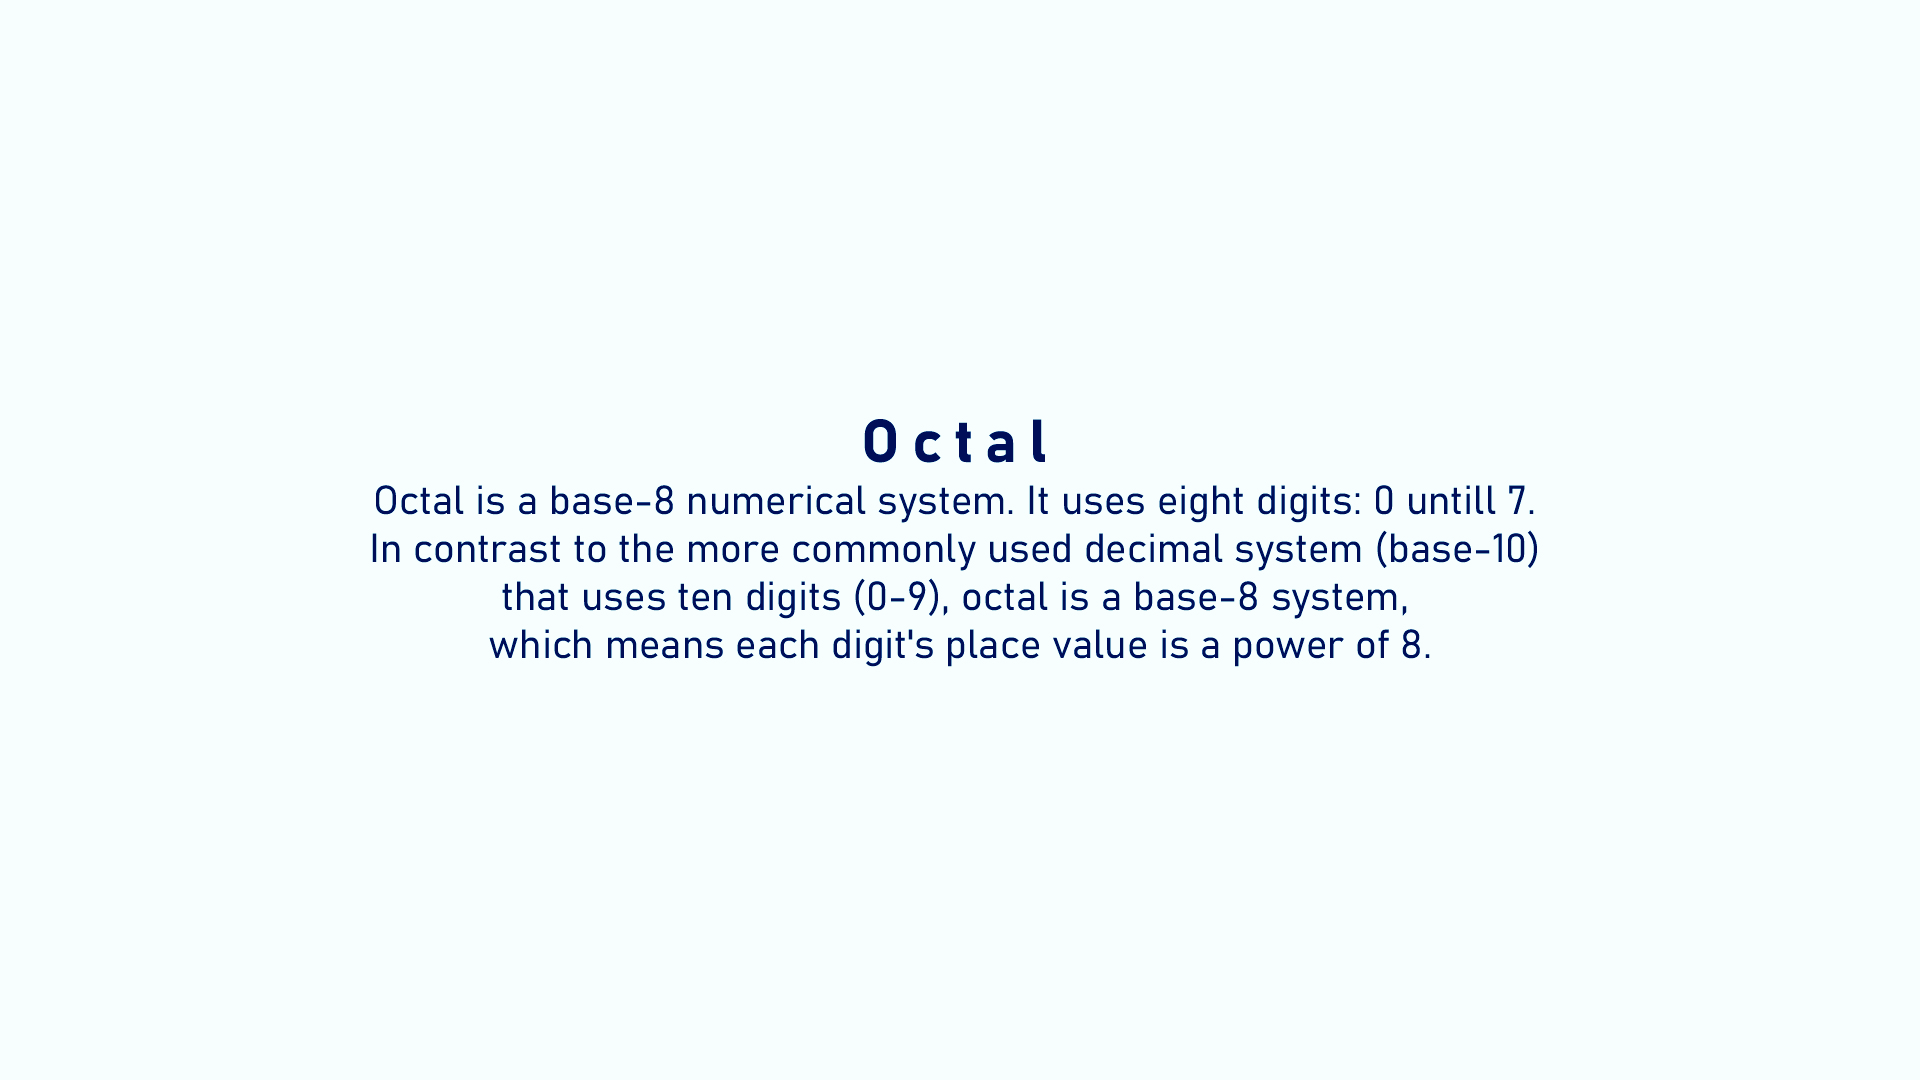 Octal
Octal is a base-8 numerical system. It uses eight digits: 0 untill 7.
In contrast to the more commonly used decimal system (base-10)
that uses ten digits (0-9), octal is a base-8 system,
which means each digit's place value is a power of 8.